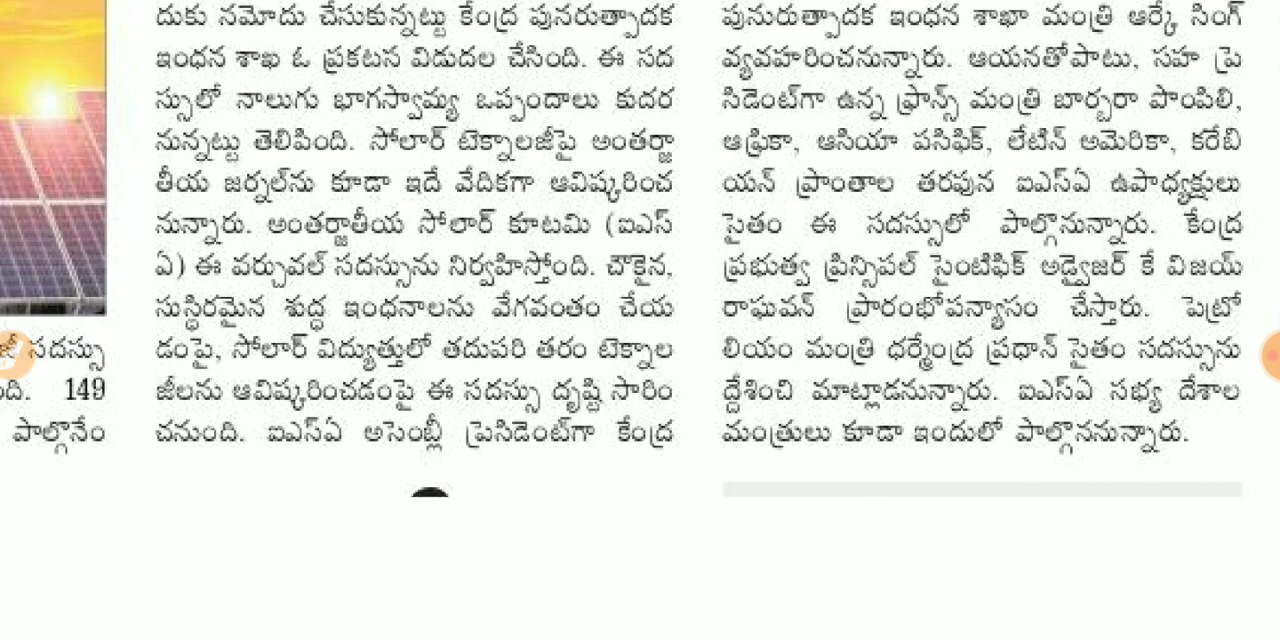 సదస్సు
149
పాల్గొనేం
దుకు నమోదు చేసుకున్నట్టు కేంద్ర పునరుత్పాదక
ఇంధన శాఖ ఓ ప్రకటన విడుదల చేసింది. ఈ సద
స్సులో నాలుగు భాగస్వామ్య ఒప్పందాలు కుదర
నున్నట్టు తెలిపింది. సోలార్ టెక్నాలజీపై అంతర్జా
తీయ జర్నల్‌ను కూడా ఇదే వేదికగా ఆవిష్కరించ
నున్నారు. అంతర్జాతీయ సోలార్ కూటమి (ఐఎస్
ఏ) ఈ వర్చువల్ సదస్సును నిర్వహిస్తోంది. చౌకైన,
సుస్థిరమైన శుద్ధ ఇంధనాలను వేగవంతం చేయ
డంపై, సోలార్ విద్యుత్తులో తదుపరి తరం టెక్నాల
జీలను ఆవిష్కరించడంపై ఈ సదస్సు దృష్టి సారిం
చనుంది. ఐఎస్ఏ అసెంబ్లీ ప్రెసిడెంట్‌గా కేంద్ర
పునురుత్పాదక ఇంధన శాఖా మంత్రి ఆర్కే సింగ్
వ్యవహరించనున్నారు. ఆయనతోపాటు, సహ ప్రె
సిడెంట్‌గా ఉన్న ఫ్రాన్స్ మంత్రి బార్బరా పొంపిలి,
ఆఫ్రికా, ఆసియా పసిఫిక్, లేటిన్ అమెరికా, కరేబి
యన్ ప్రాంతాల తరపున ఐఎస్ఏ ఉపాధ్యక్షులు
సైతం ఈ సదస్సులో పాల్గొనున్నారు. కేంద్ర
ప్రభుత్వ ప్రిన్సిపల్ సైంటిఫిక్ అడ్వైజర్ కే విజయ్
రాఘవన్ ప్రారంభోపన్యాసం చేస్తారు. పెట్రో
లియం మంత్రి ధర్మేంద్ర ప్రధాన్ సైతం సదస్సును
ద్దేశించి మాట్లాడనున్నారు. ఐఎస్ఏ సభ్య దేశాల
మంత్రులు కూడా ఇందులో పాల్గొననున్నారు.